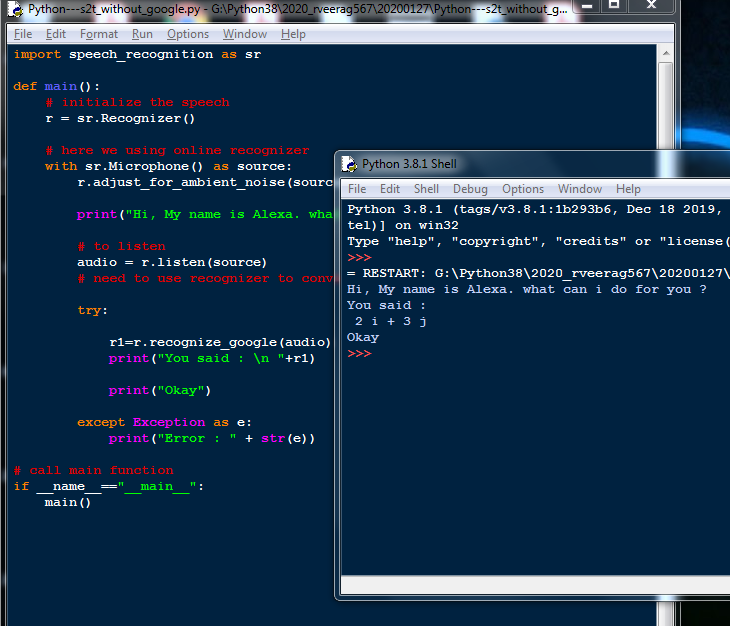 Python---s2t_without_google.py - G:\Python38\2020_rveerag567\20200127\Python---s2t_without_g...
File Edit Format Run Options Window Help
import speech_recognition as sr
def main():
# initialize the speech
r = sr.Recognizer()
# here we using online recognizer
with sr.Microphone() as source:
r.adjust_for_ambient_noise(sourc
print("Hi, My name is Alexa. wha
# to listen
audio = r.listen(source)
# need to use recognizer to conv
try:
r1=r.recognize_google(audio)
print("You said : \n "+r1)
print("Okay")
except Exception as e:
print("Error : " + str(e))
# call main function
if __name__=="__main__":
main()
Python 3.8.1 Shell
File Edit Shell Debug Options Window Help
Python 3.8.1 (tags/v3.8.1:1b293b6, Dec 18 2019,
tel)] on win32
Type "help", "copyright", "credits" or "license(
>>>
= RESTART: G:\Python38\2020_rveerag567\20200127\
Hi, My name is Alexa. what can i do for you ?
You said :
2 i + 3 j
Okay
>>>